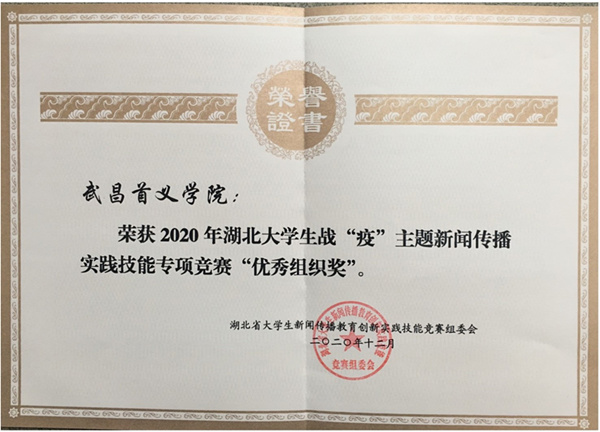 榮譽
證書
武昌首义学院：
荣获2020年湖北大学生战“疫”主题新闻传播
实践技能专项竞赛“优秀组织奖”。
湖北省大学生新闻传播教育创新实践技能竞赛组委会
二〇二〇年十二月
竞赛组委会